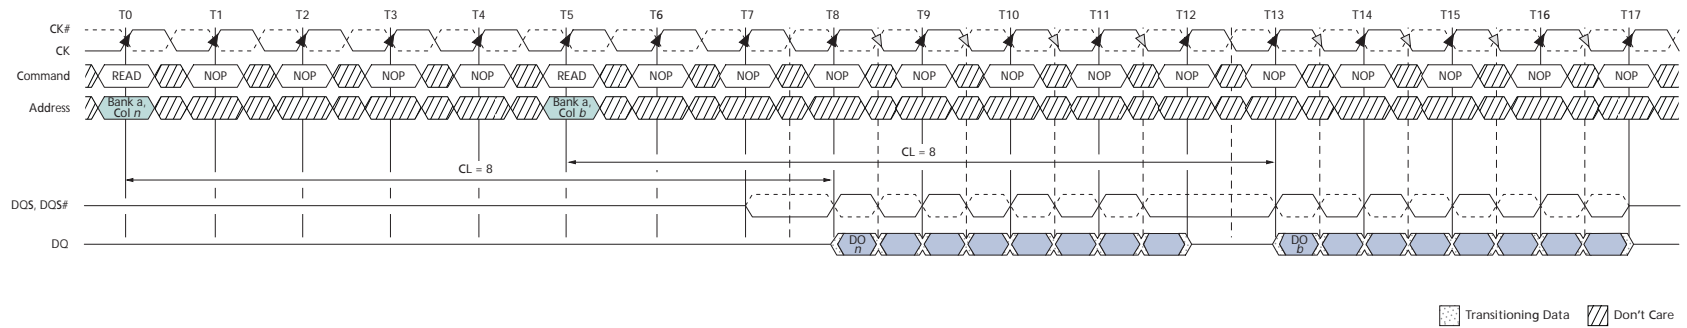 T0 T1 T2 T3 T4 T5 T6 T7 T8 T9 T10 T11 T12 T13 T14 T15 T16 T17
CK#
CK
Command READ NOP NOP NOP NOP READ NOP NOP NOP NOP NOP NOP NOP NOP NOP NOP NOP NOP
Address Bank a, Bank a,
Col n Col b
CL = 8
CL = 8
DQS, DQS#
DQ DO DO
n b
Transitioning Data Don't Care